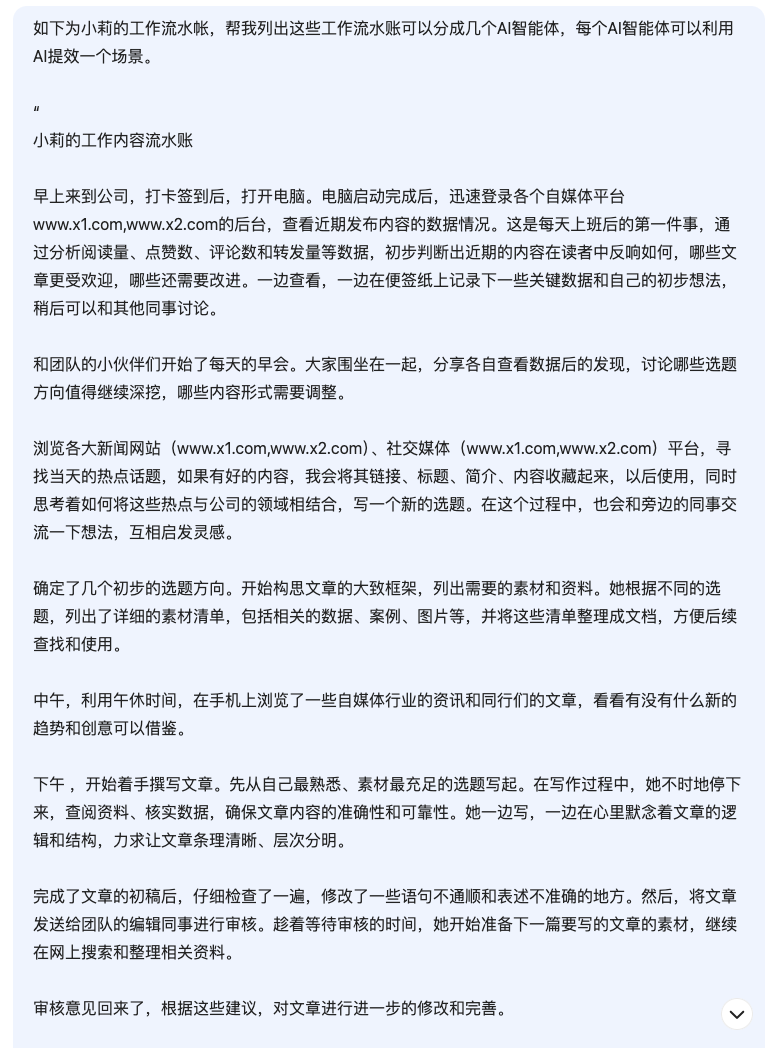 如下为小莉的工作流水帐，帮我列出这些工作流水账可以分成几个AI智能体，每个AI智能体可以利用
AI提效一个场景。
“
小莉的工作内容流水账
早上来到公司，打卡签到后，打开电脑。电脑启动完成后，迅速登录各个自媒体平台
www.x1.com,www.x2.com的后台，查看近期发布内容的数据情况。这是每天上班后的第一件事，通
过分析阅读量、点赞数、评论数和转发量等数据，初步判断出近期的内容在读者中反响如何，哪些文
章更受欢迎，哪些还需要改进。一边查看，一边在便签纸上记录下一些关键数据和自己的初步想法，
稍后可以和其他同事讨论。
和团队的小伙伴们开始了每天的早会。大家围坐在一起，分享各自查看数据后的发现，讨论哪些选题
方向值得继续深挖，哪些内容形式需要调整。
浏览各大新闻网站（www.x1.com,www.x2.com）、社交媒体（www.x1.com,www.x2.com）平台，寻
找当天的热点话题，如果有好的内容，我会将其链接、标题、简介、内容收藏起来，以后使用，同时
思考着如何将这些热点与公司的领域相结合，写一个新的选题。在这个过程中，也会和旁边的同事交
流一下想法，互相启发灵感。
确定了几个初步的选题方向。开始构思文章的大致框架，列出需要的素材和资料。她根据不同的选
题，列出了详细的素材清单，包括相关的数据、案例、图片等，并将这些清单整理成文档，方便后续
查找和使用。
中午，利用午休时间，在手机上浏览了一些自媒体行业的资讯和同行们的文章，看看有没有什么新的
趋势和创意可以借鉴。
下午 ，开始着手撰写文章。先从自己最熟悉、素材最充足的选题写起。在写作过程中，她不时地停下
来，查阅资料、核实数据，确保文章内容的准确性和可靠性。她一边写，一边在心里默念着文章的逻
辑和结构，力求让文章条理清晰、层次分明。
完成了文章的初稿后，仔细检查了一遍，修改了一些语句不通顺和表述不准确的地方。然后，将文章
发送给团队的编辑同事进行审核。趁着等待审核的时间，她开始准备下一篇要写的文章的素材，继续
在网上搜索和整理相关资料。
审核意见回来了，根据这些建议，对文章进行进一步的修改和完善。